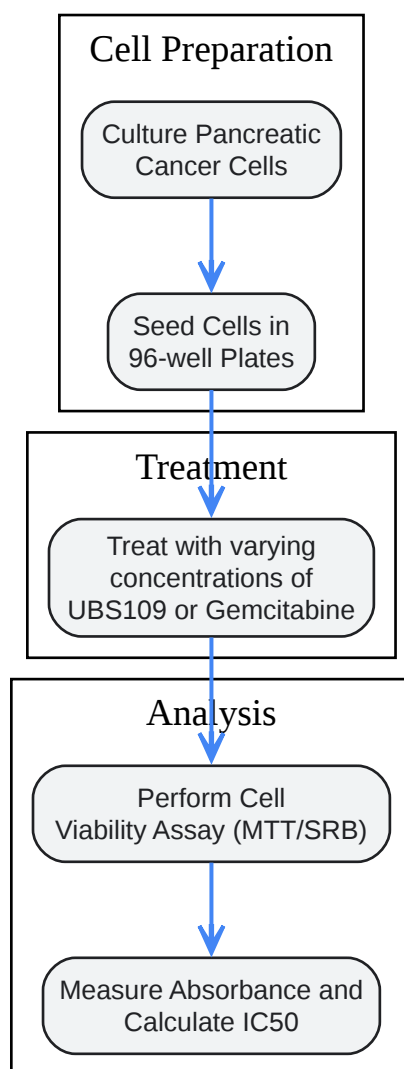 Cell Preparation
Culture Pancreatic
Cancer Cells
Seed Cells in
96-well Plates
Treatment
Treat with varying
concentrations of
UBS109 or Gemcitabine
Analysis
Perform Cell
Viability Assay (MTT/SRB)
Measure Absorbance and
Calculate IC50